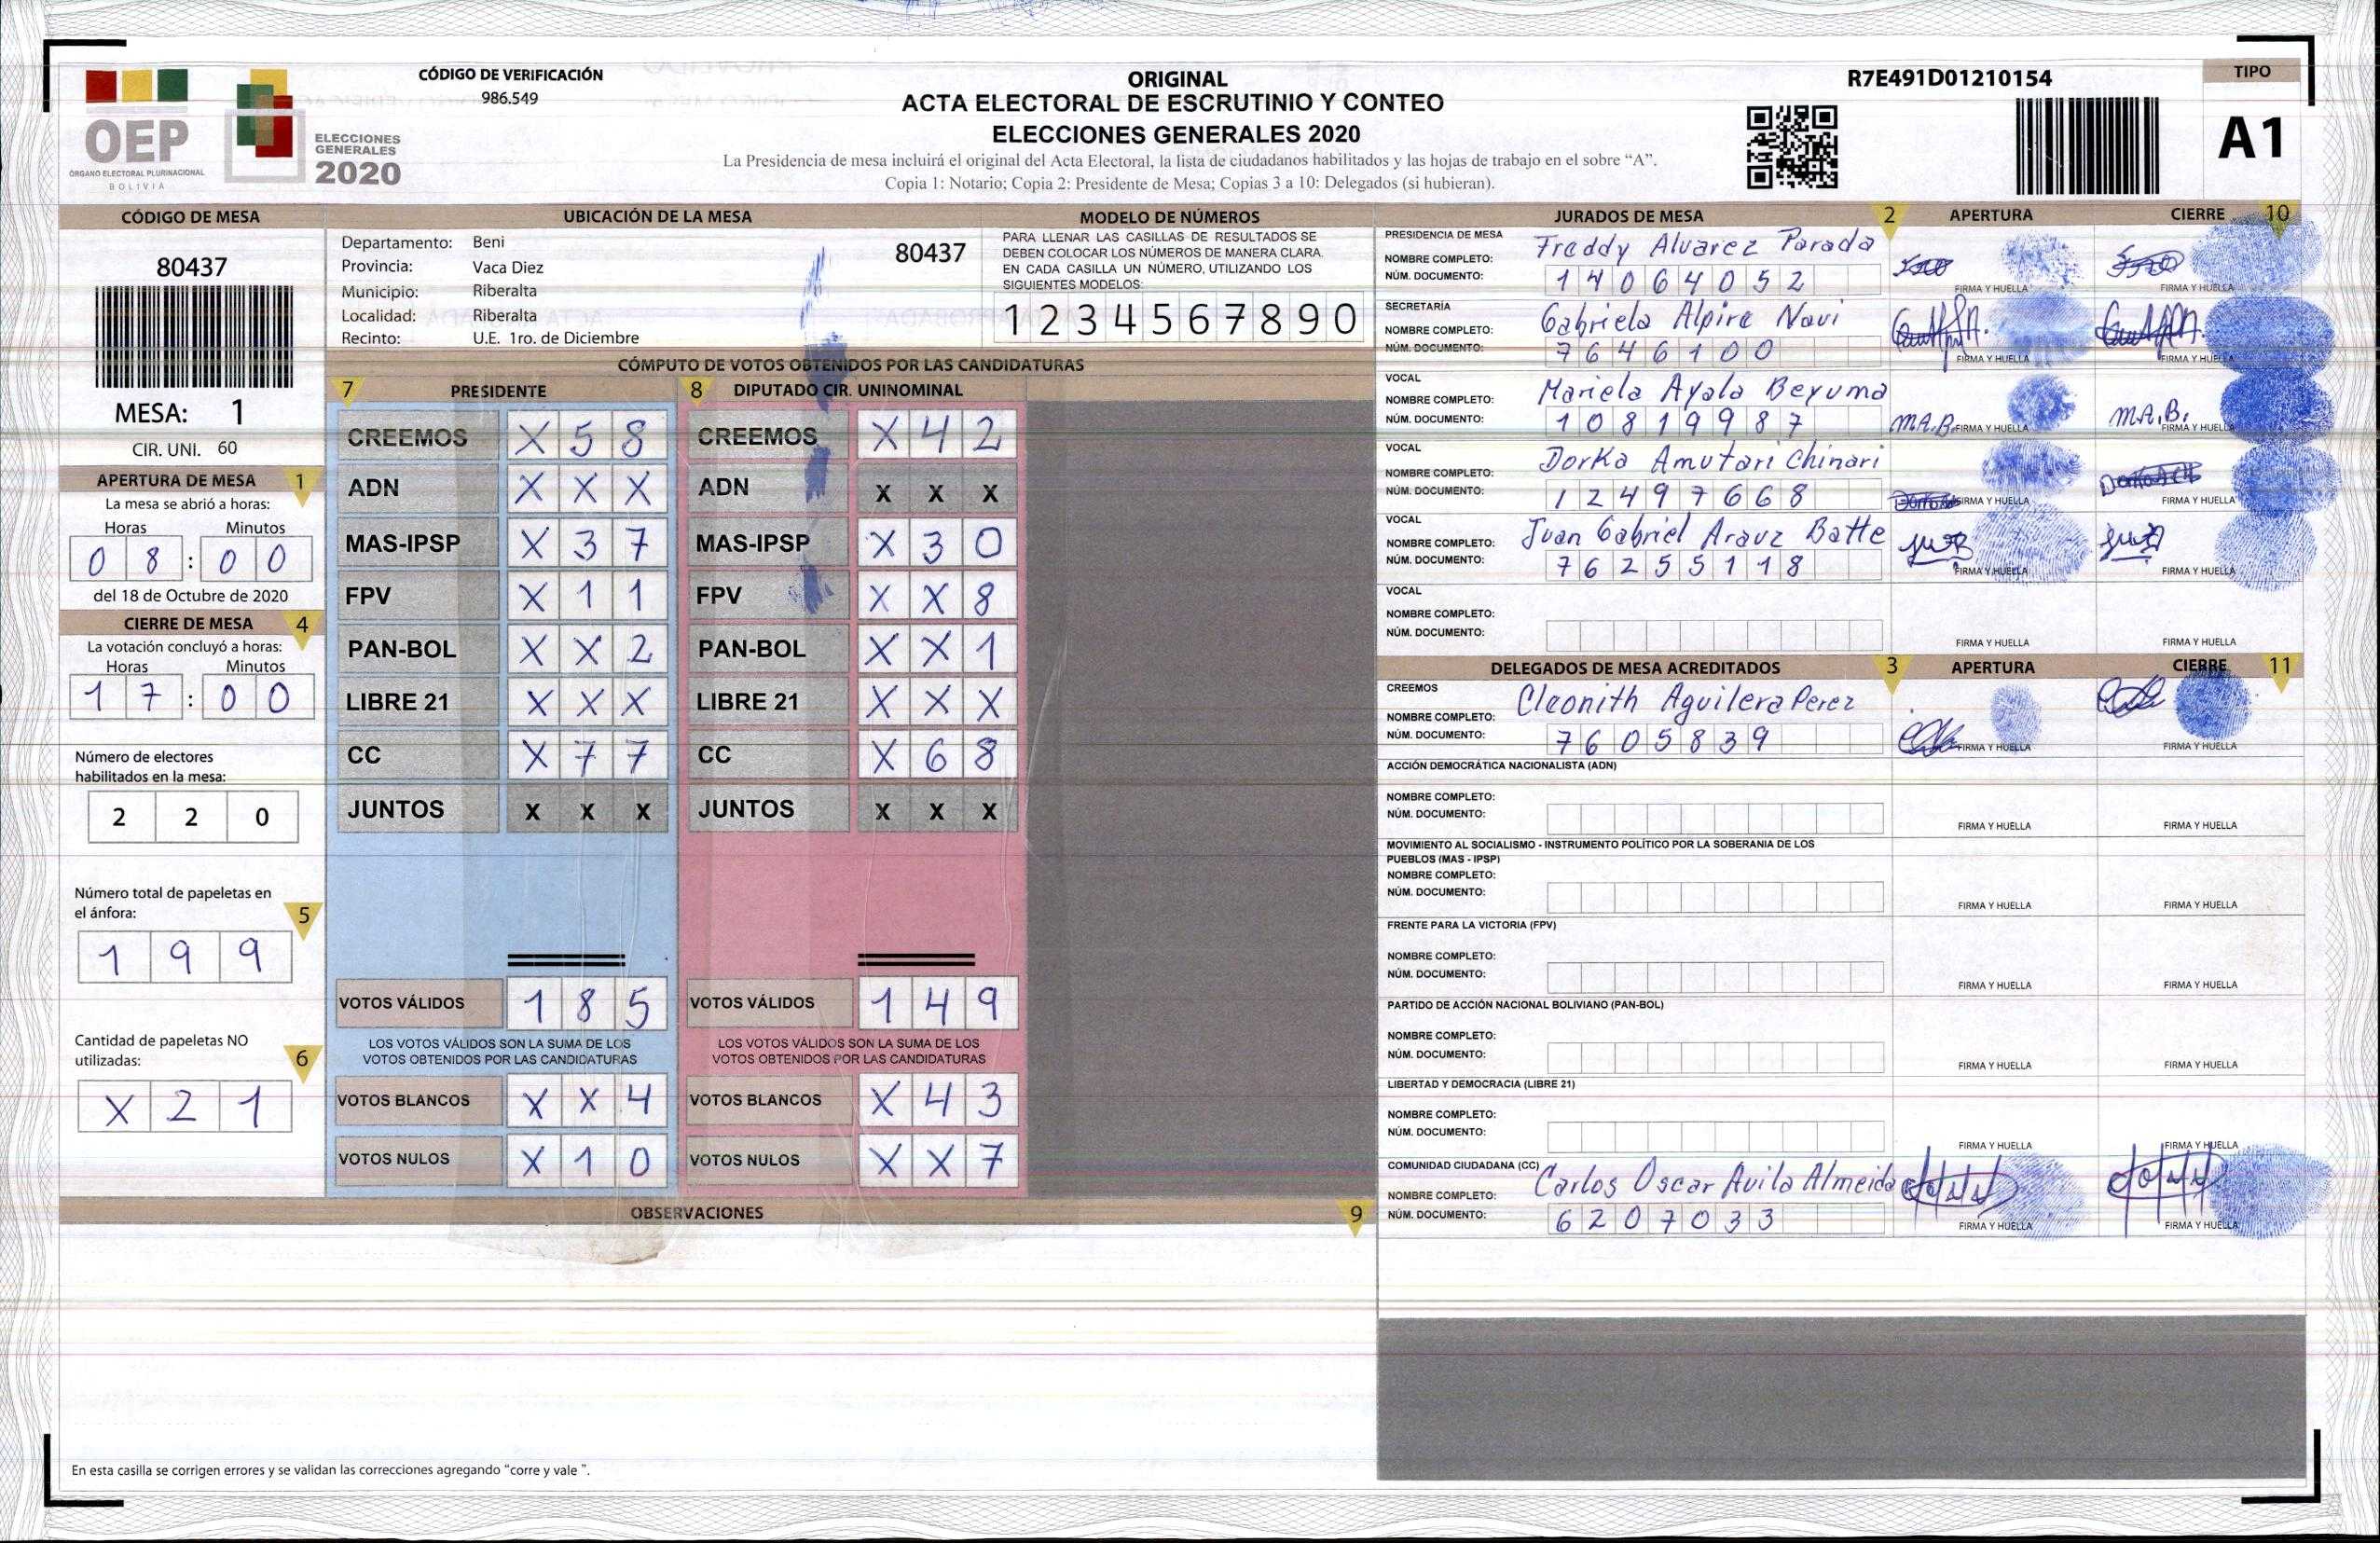 CÓDIGO DE VERIFICACIÓN
986.549
OEP
ÓRGANO ELECTORAL PLURINACIONAL
BOLIVIA
ELECCIONES
GENERALES
2020
ORIGINAL
ACTA ELECTORAL DE ESCRUTINIO Y CONTEO
ELECCIONES GENERALES 2020
La Presidencia de mesa incluirá el original del Acta Electoral, la lista de ciudadanos habilitados y las hojas de trabajo en el sobre “A”.
Copia 1: Notario; Copia 2: Presidente de Mesa; Copias 3 a 10: Delegados (si hubieran).
R7E491D01210154
TIPO
A1
CÓDIGO DE MESA
80437
MESA: 1
CIR. UNI. 60
UBICACIÓN DE LA MESA
Departamento: Beni
Provincia: Vaca Diez
Municipio: Riberalta
Localidad: Riberalta
Recinto: U.E. 1ro. de Diciembre
80437
MODELO DE NÚMEROS
PARA LLENAR LAS CASILLAS DE RESULTADOS SE
DEBEN COLOCAR LOS NÚMEROS DE MANERA CLARA.
EN CADA CASILLA UN NÚMERO, UTILIZANDO LOS
SIGUIENTES MODELOS:
1 2 3 4 5 6 7 8 9 0
APERTURA DE MESA 1
La mesa se abrió a horas:
Horas Minutos
0 8 : 0 0
del 18 de Octubre de 2020
CIERRE DE MESA 4
La votación concluyó a horas:
Horas Minutos
1 7 : 0 0
Número de electores
habilitados en la mesa:
2 2 0
Número total de papeletas en
el ánfora: 5
1 9 9
Cantidad de papeletas NO
utilizadas: 6
X 2 1
CÓMPUTO DE VOTOS OBTENIDOS POR LAS CANDIDATURAS
7 PRESIDENTE
CREEMOS X 5 8
ADN X X X
MAS-IPSP X 3 7
FPV X 1 1
PAN-BOL X X 2
LIBRE 21 X X X
CC X 7 7
JUNTOS X X X
VOTOS VÁLIDOS 1 8 5
LOS VOTOS VÁLIDOS SON LA SUMA DE LOS
VOTOS OBTENIDOS POR LAS CANDIDATURAS
VOTOS BLANCOS X X 4
VOTOS NULOS X 1 0
8 DIPUTADO CIR. UNINOMINAL
CREEMOS X 4 2
ADN X X X
MAS-IPSP X 3 0
FPV X X 8
PAN-BOL X X 1
LIBRE 21 X X X
CC X 6 8
JUNTOS X X X
VOTOS VÁLIDOS 1 4 9
LOS VOTOS VÁLIDOS SON LA SUMA DE LOS
VOTOS OBTENIDOS POR LAS CANDIDATURAS
VOTOS BLANCOS X 4 3
VOTOS NULOS X X 7
OBSERVACIONES 9
En esta casilla se corrigen errores y se validan las correcciones agregando “corre y vale ”.
JURADOS DE MESA 2 APERTURA CIERRE 10
PRESIDENCIA DE MESA
NOMBRE COMPLETO: Freddy Alvarez Parada
NÚM. DOCUMENTO: 1 4 0 6 4 0 5 2
FIRMA Y HUELLA FIRMA Y HUELLA
SECRETARÍA
NOMBRE COMPLETO: Gabriela Alpire Navi
NÚM. DOCUMENTO: 7 6 4 6 1 0 0
FIRMA Y HUELLA FIRMA Y HUELLA
VOCAL
NOMBRE COMPLETO: Mariela Ayala Beyuma
NÚM. DOCUMENTO: 1 0 8 1 9 9 8 7
M.A.B. FIRMA Y HUELLA M.A.B. FIRMA Y HUELLA
VOCAL
NOMBRE COMPLETO: Dorka Amutari Chinari
NÚM. DOCUMENTO: 1 2 4 9 7 6 6 8
FIRMA Y HUELLA FIRMA Y HUELLA
VOCAL
NOMBRE COMPLETO: Juan Gabriel Arauz Batte
NÚM. DOCUMENTO: 7 6 2 5 5 1 1 8
FIRMA Y HUELLA FIRMA Y HUELLA
VOCAL
NOMBRE COMPLETO:
NÚM. DOCUMENTO:
FIRMA Y HUELLA FIRMA Y HUELLA
DELEGADOS DE MESA ACREDITADOS 3 APERTURA CIERRE 11
CREEMOS
NOMBRE COMPLETO: Cleonith Aguilera Perez
NÚM. DOCUMENTO: 7 6 0 5 8 3 9
FIRMA Y HUELLA FIRMA Y HUELLA
ACCIÓN DEMOCRÁTICA NACIONALISTA (ADN)
NOMBRE COMPLETO:
NÚM. DOCUMENTO:
FIRMA Y HUELLA FIRMA Y HUELLA
MOVIMIENTO AL SOCIALISMO - INSTRUMENTO POLÍTICO POR LA SOBERANIA DE LOS
PUEBLOS (MAS - IPSP)
NOMBRE COMPLETO:
NÚM. DOCUMENTO:
FIRMA Y HUELLA FIRMA Y HUELLA
FRENTE PARA LA VICTORIA (FPV)
NOMBRE COMPLETO:
NÚM. DOCUMENTO:
FIRMA Y HUELLA FIRMA Y HUELLA
PARTIDO DE ACCIÓN NACIONAL BOLIVIANO (PAN-BOL)
NOMBRE COMPLETO:
NÚM. DOCUMENTO:
FIRMA Y HUELLA FIRMA Y HUELLA
LIBERTAD Y DEMOCRACIA (LIBRE 21)
NOMBRE COMPLETO:
NÚM. DOCUMENTO:
FIRMA Y HUELLA FIRMA Y HUELLA
COMUNIDAD CIUDADANA (CC)
NOMBRE COMPLETO: Carlos Oscar Avila Almeida
NÚM. DOCUMENTO: 6 2 0 7 0 3 3
FIRMA Y HUELLA FIRMA Y HUELLA